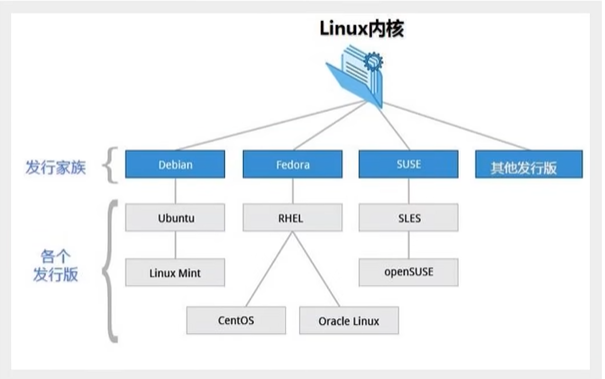 Linux内核
发行家族
Debian
Fedora
SUSE
其他发行版
各个
发行版
Ubuntu
RHEL
SLES
Linux Mint
openSUSE
CentOS
Oracle Linux